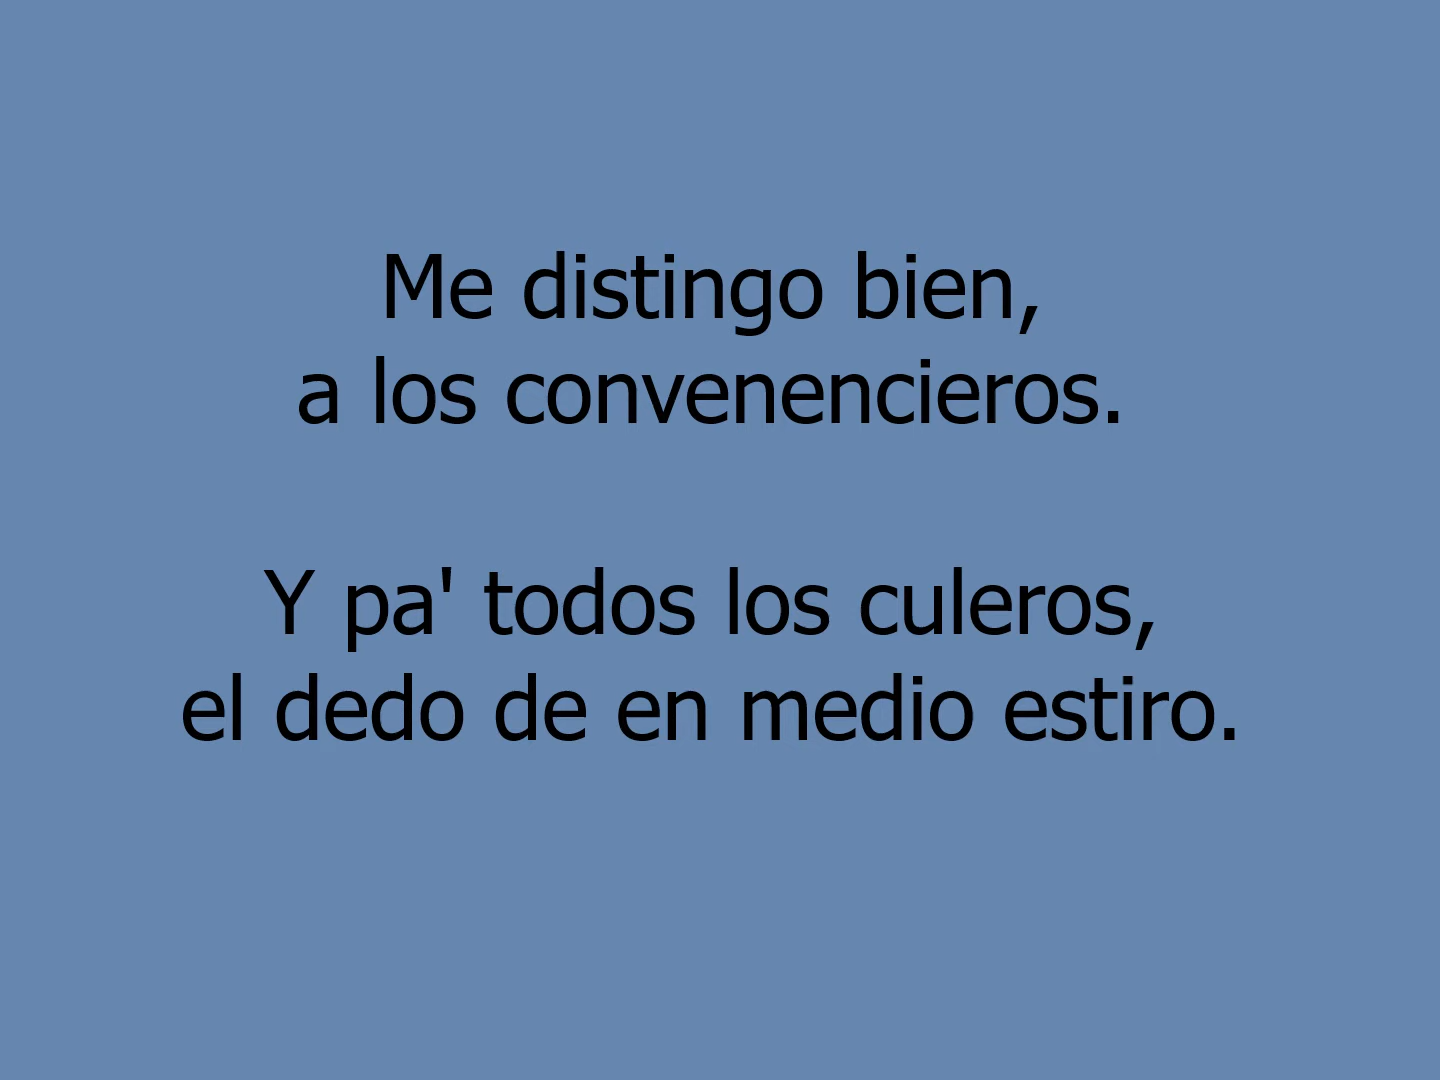 Me distingo bien,
a los convenencieros.
Y pa' todos los culeros,
el dedo de en medio estiro.